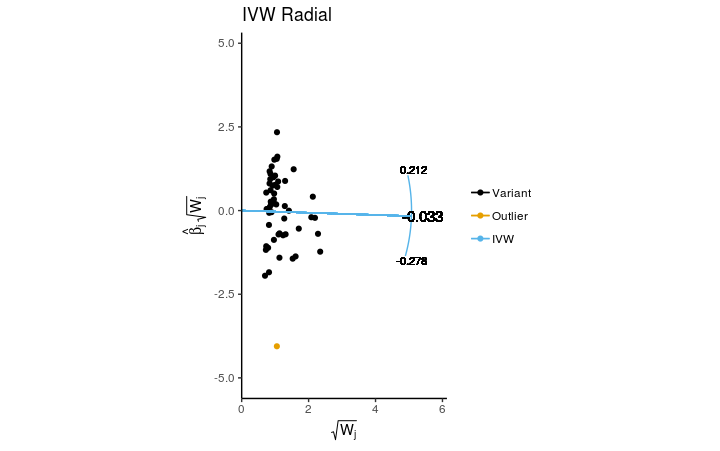 IVW Radial
5.0
2.5
0.0
-2.5
-5.0
β̂j√Wj
0.212
-0.033
-0.278
0 2 4 6
√Wj
Variant
Outlier
IVW